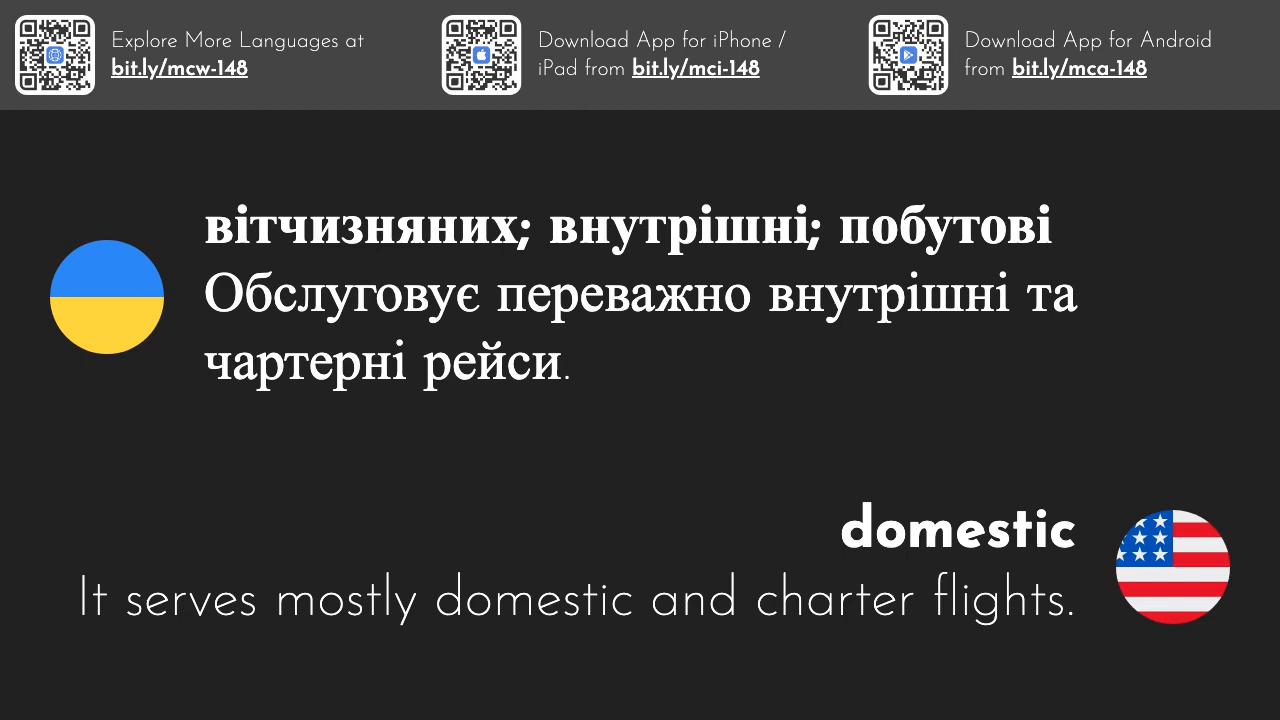 Explore More Languages at
bit.ly/mcw-148
Download App for iPhone /
iPad from bit.ly/mci-148
Download App for Android
from bit.ly/mca-148
вітчизняних; внутрішні; побутові
Обслуговує переважно внутрішні та
чартерні рейси.
domestic
It serves mostly domestic and charter flights.